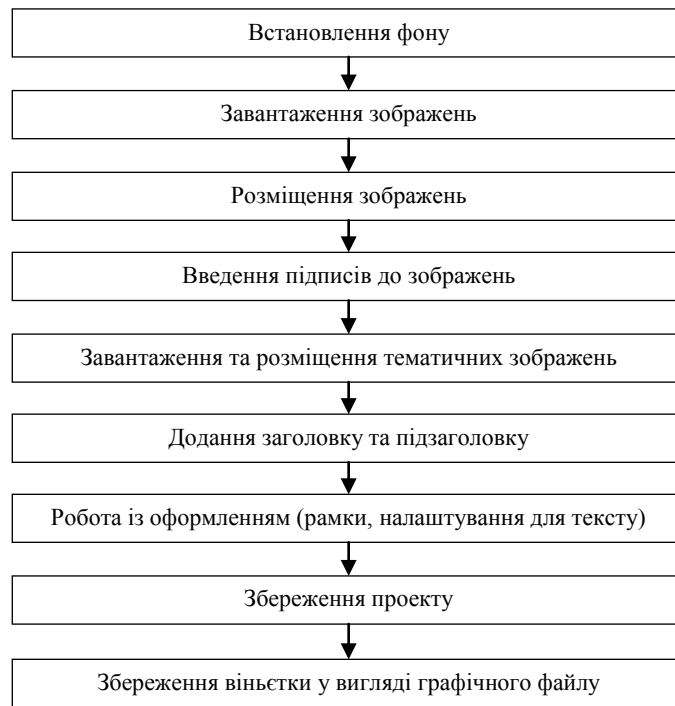 Встановлення фону
Завантаження зображень
Розміщення зображень
Введення підписів до зображень
Завантаження та розміщення тематичних зображень
Додання заголовку та підзаголовку
Робота із оформленням (рамки, налаштування для тексту)
Збереження проекту
Збереження віньєтки у вигляді графічного файлу